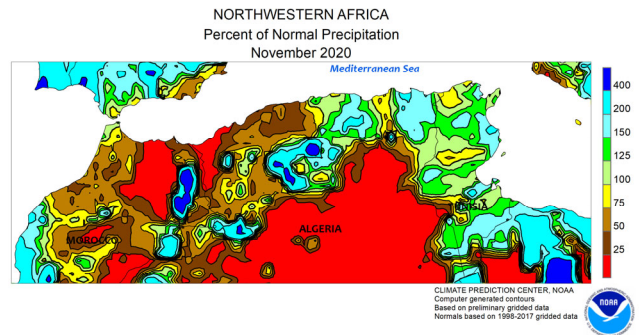 NORTHWESTERN AFRICA
Percent of Normal Precipitation
November 2020
Mediterranean Sea
400
200
150
125
100
75
50
25
MOROCCO
ALGERIA
CLIMATE PREDICTION CENTER, NOAA
Computer generated contours
Based on preliminary gridded data
Normals based on 1998-2017 gridded data
NOAA